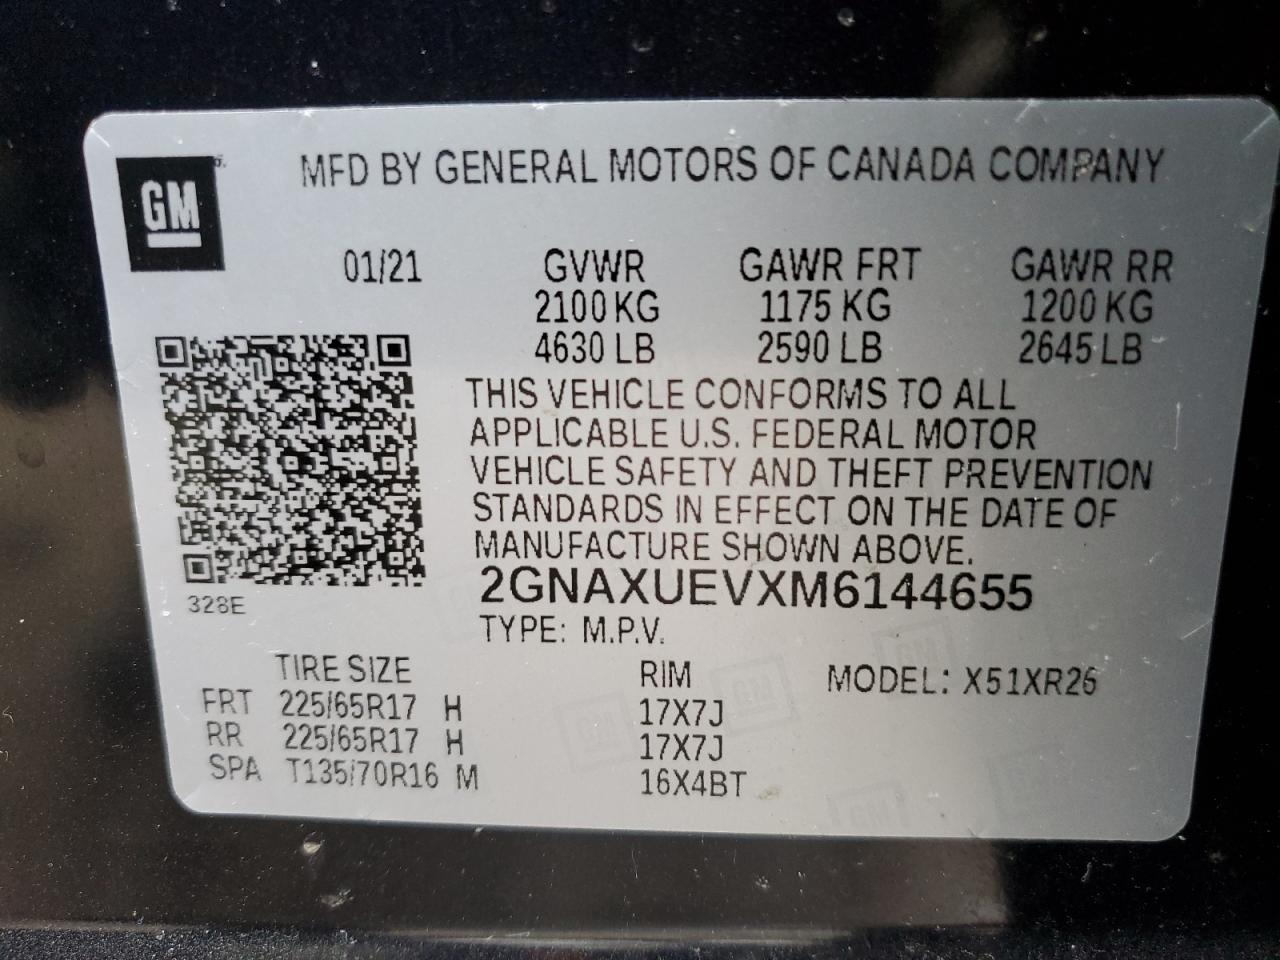 GM
MFD BY GENERAL MOTORS OF CANADA COMPANY
01/21 GVWR GAWR FRT GAWR RR
2100 KG 1175 KG 1200 KG
4630 LB 2590 LB 2645 LB
THIS VEHICLE CONFORMS TO ALL
APPLICABLE U.S. FEDERAL MOTOR
VEHICLE SAFETY AND THEFT PREVENTION
STANDARDS IN EFFECT ON THE DATE OF
MANUFACTURE SHOWN ABOVE.
2GNAXUEVXM6144655
328E
TYPE: M.P.V.
TIRE SIZE RIM MODEL: X51XR26
FRT 225/65R17 H 17X7J
RR 225/65R17 H 17X7J
SPA T135/70R16 M 16X4BT